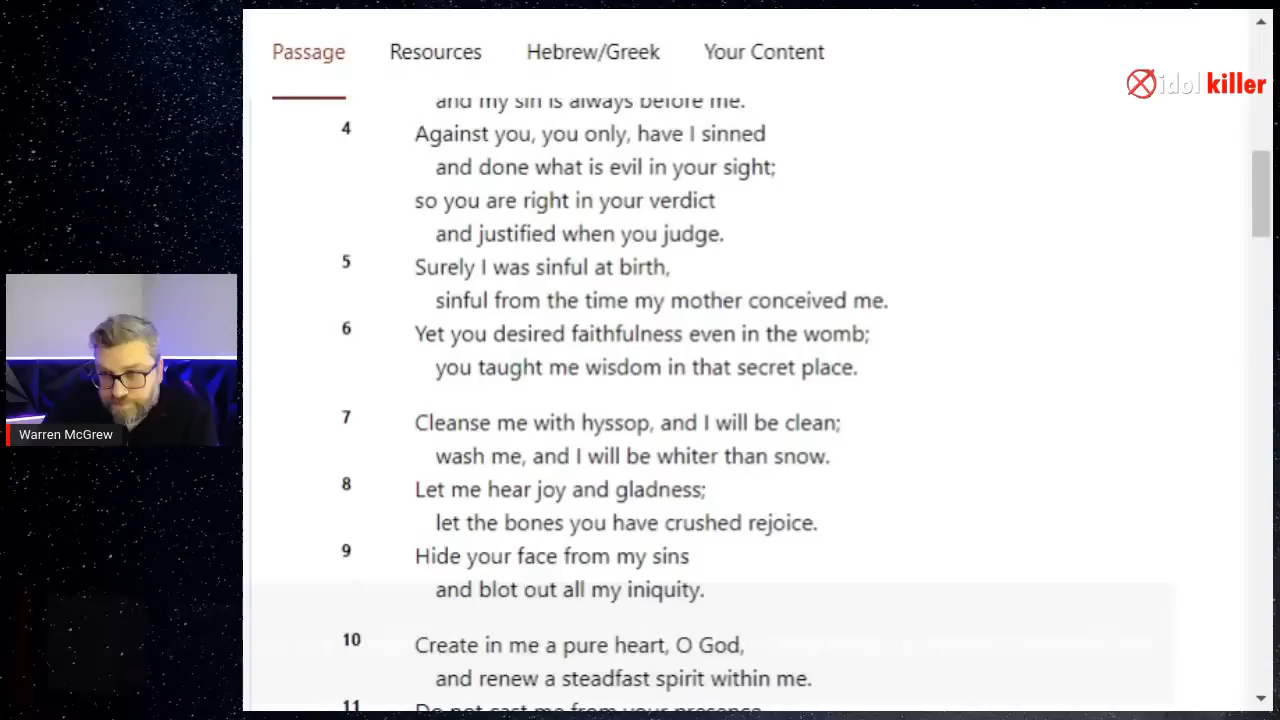 Passage Resources Hebrew/Greek Your Content
idol killer
and my sin is always before me.
4 Against you, you only, have I sinned
and done what is evil in your sight;
so you are right in your verdict
and justified when you judge.
5 Surely I was sinful at birth,
sinful from the time my mother conceived me.
6 Yet you desired faithfulness even in the womb;
you taught me wisdom in that secret place.
7 Cleanse me with hyssop, and I will be clean;
wash me, and I will be whiter than snow.
8 Let me hear joy and gladness;
let the bones you have crushed rejoice.
9 Hide your face from my sins
and blot out all my iniquity.
10 Create in me a pure heart, O God,
and renew a steadfast spirit within me.
11 Do not cast me from your presence
Warren McGrew